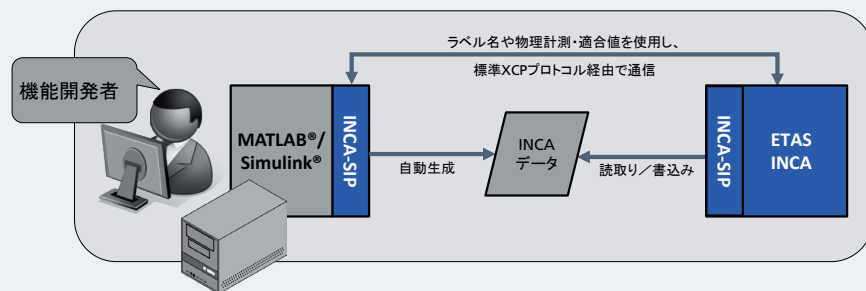 ラベル名や物理計測・適合値を使用し、
標準XCPプロトコル経由で通信
機能開発者
MATLAB®/
Simulink®
INCA-SIP
自動生成
INCA
データ
読取り／書込み
INCA-SIP
ETAS
INCA